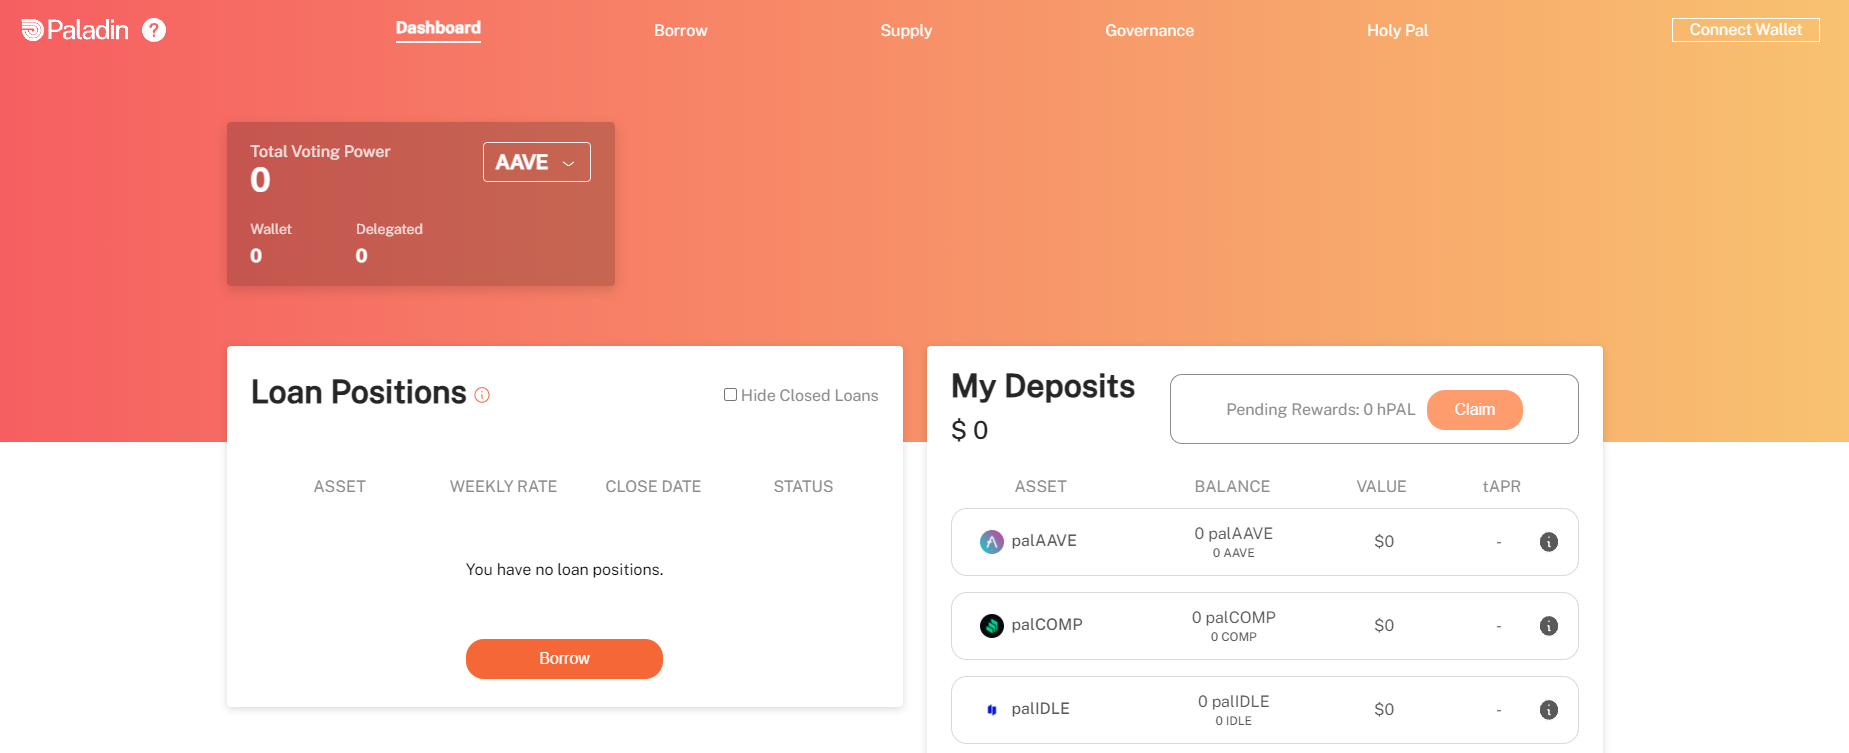 Paladin ?
Dashboard
Borrow
Supply
Governance
Holy Pal
Connect Wallet
Total Voting Power
0
AAVE
Wallet
0
Delegated
0
Loan Positions
Hide Closed Loans
ASSET WEEKLY RATE CLOSE DATE STATUS
You have no loan positions.
Borrow
My Deposits
$ 0
Pending Rewards: 0 hPAL
Claim
ASSET BALANCE VALUE tAPR
palAAVE 0 palAAVE $0 -
0 AAVE
palCOMP 0 palCOMP $0 -
0 COMP
palIDLE 0 palIDLE $0 -
0 IDLE